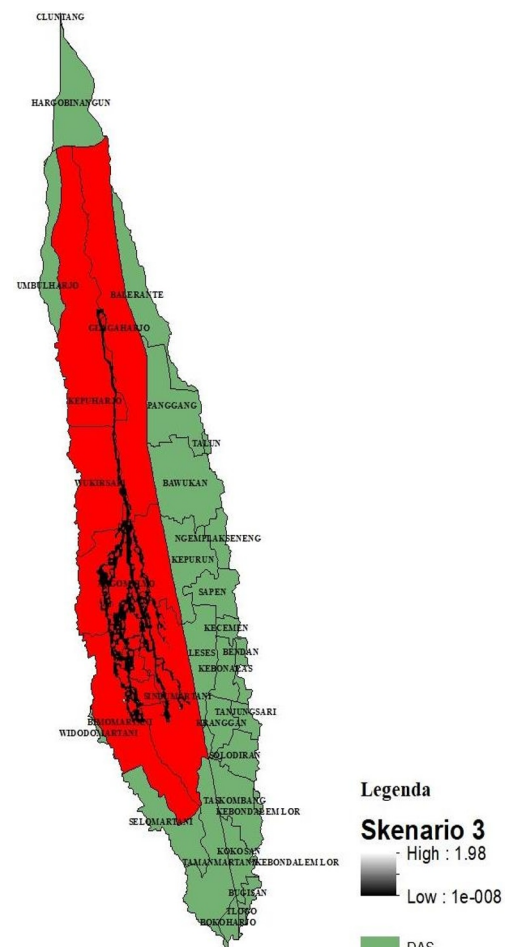 CLUNTANG
HARGOBINANGUN
UMBULHARJO
BALERANTE
KEPUHARJO
PANGGANG
TALUN
WUKIRSARI
BAWUKAN
NGEMPLAKSENENG
KEPURUN
SAPEN
KECEMEN
LESES
BENDAN
SINDUMARTANI
TANJUNGSARI
KRANGGAN
BIMOMARTANI
WIDODOMARTANI
SOLODIRAN
Legenda
TASKOMBANG
KEBONDALEM LOR
SELOMARTANI
Skenario 3
High : 1.98
KOKOSAN
TAMANMARTANI
KEBONDALEM LOR
Low : 1e-008
BUGISAN
TLOGO
BOKOHARJO
DAS